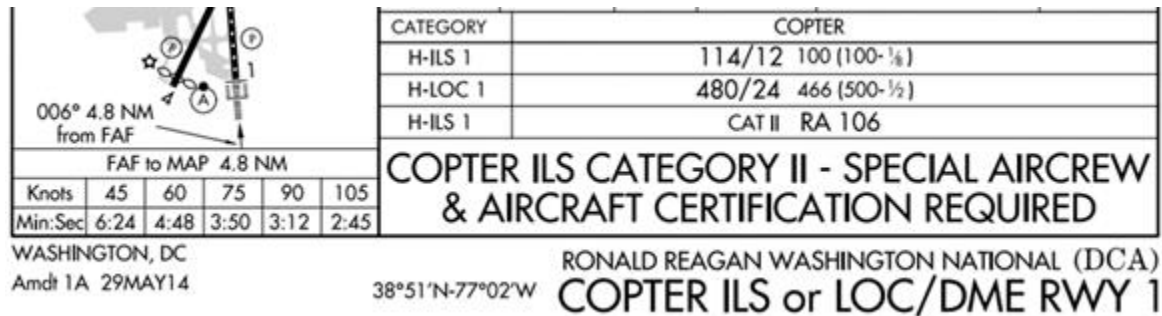 P
P
1
4
A
006° 4.8 NM
from FAF
FAF to MAP 4.8 NM
Knots 45 60 75 90 105
Min:Sec 6:24 4:48 3:50 3:12 2:45
CATEGORY COPTER
H-ILS 1 114/12 100 (100-⅛)
H-LOC 1 480/24 466 (500-½)
H-ILS 1 CAT II RA 106
COPTER ILS CATEGORY II - SPECIAL AIRCREW
& AIRCRAFT CERTIFICATION REQUIRED
WASHINGTON, DC
Amdt 1A 29MAY14
38°51'N-77°02'W
RONALD REAGAN WASHINGTON NATIONAL (DCA)
COPTER ILS or LOC/DME RWY 1